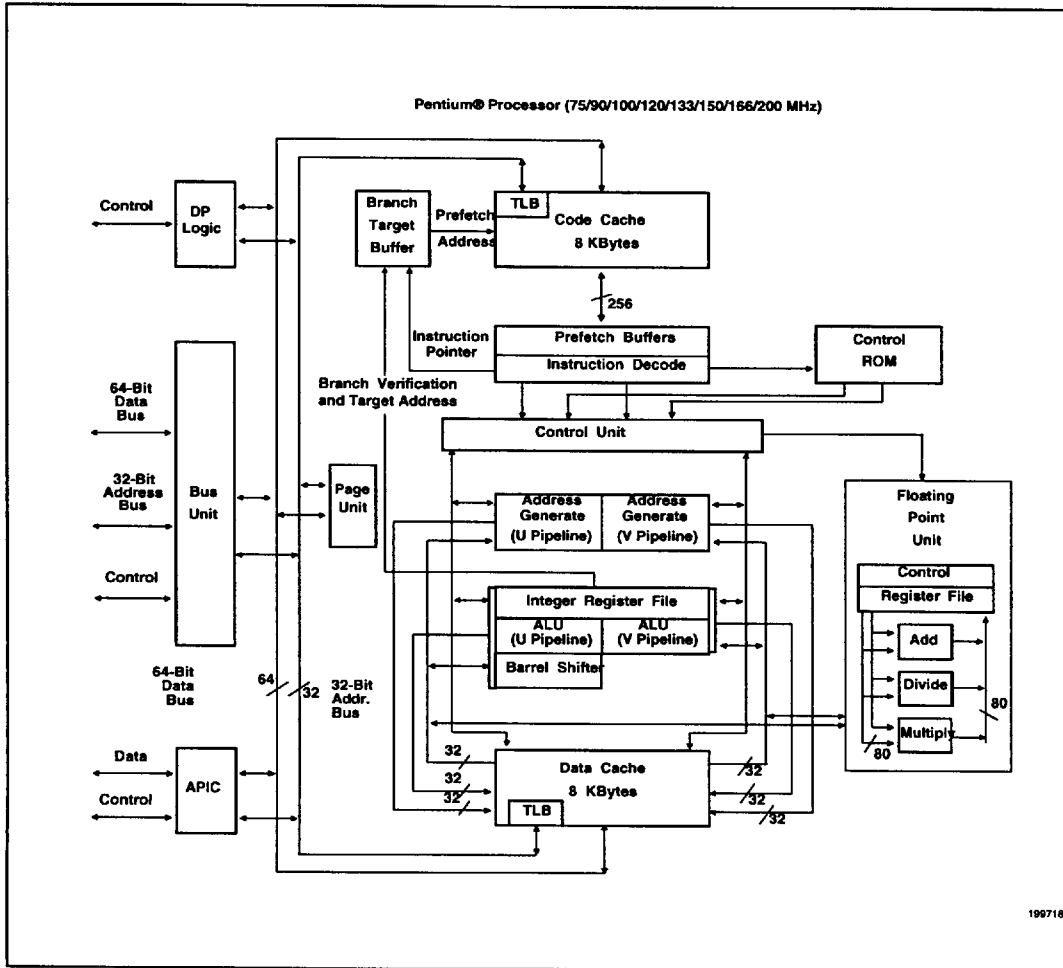 Pentium® Processor (75/90/100/120/133/150/166/200 MHz)
Control
DP
Logic
Branch
Target
Buffer
Prefetch
Address
TLB
Code Cache
8 KBytes
256
Instruction
Pointer
Prefetch Buffers
Instruction Decode
Control
ROM
Branch Verification
and Target Address
64-Bit
Data
Bus
Control Unit
32-Bit
Address
Bus
Bus
Unit
Page
Unit
Address
Generate
(U Pipeline)
Address
Generate
(V Pipeline)
Floating
Point
Unit
Control
Control
Register File
Integer Register File
ALU
(U Pipeline)
ALU
(V Pipeline)
Barrel Shifter
Add
Divide
Multiply
80
80
64-Bit
Data
Bus
64
32
32-Bit
Addr.
Bus
Data
Control
APIC
32
32
32
Data Cache
8 KBytes
TLB
32
32
32
199718